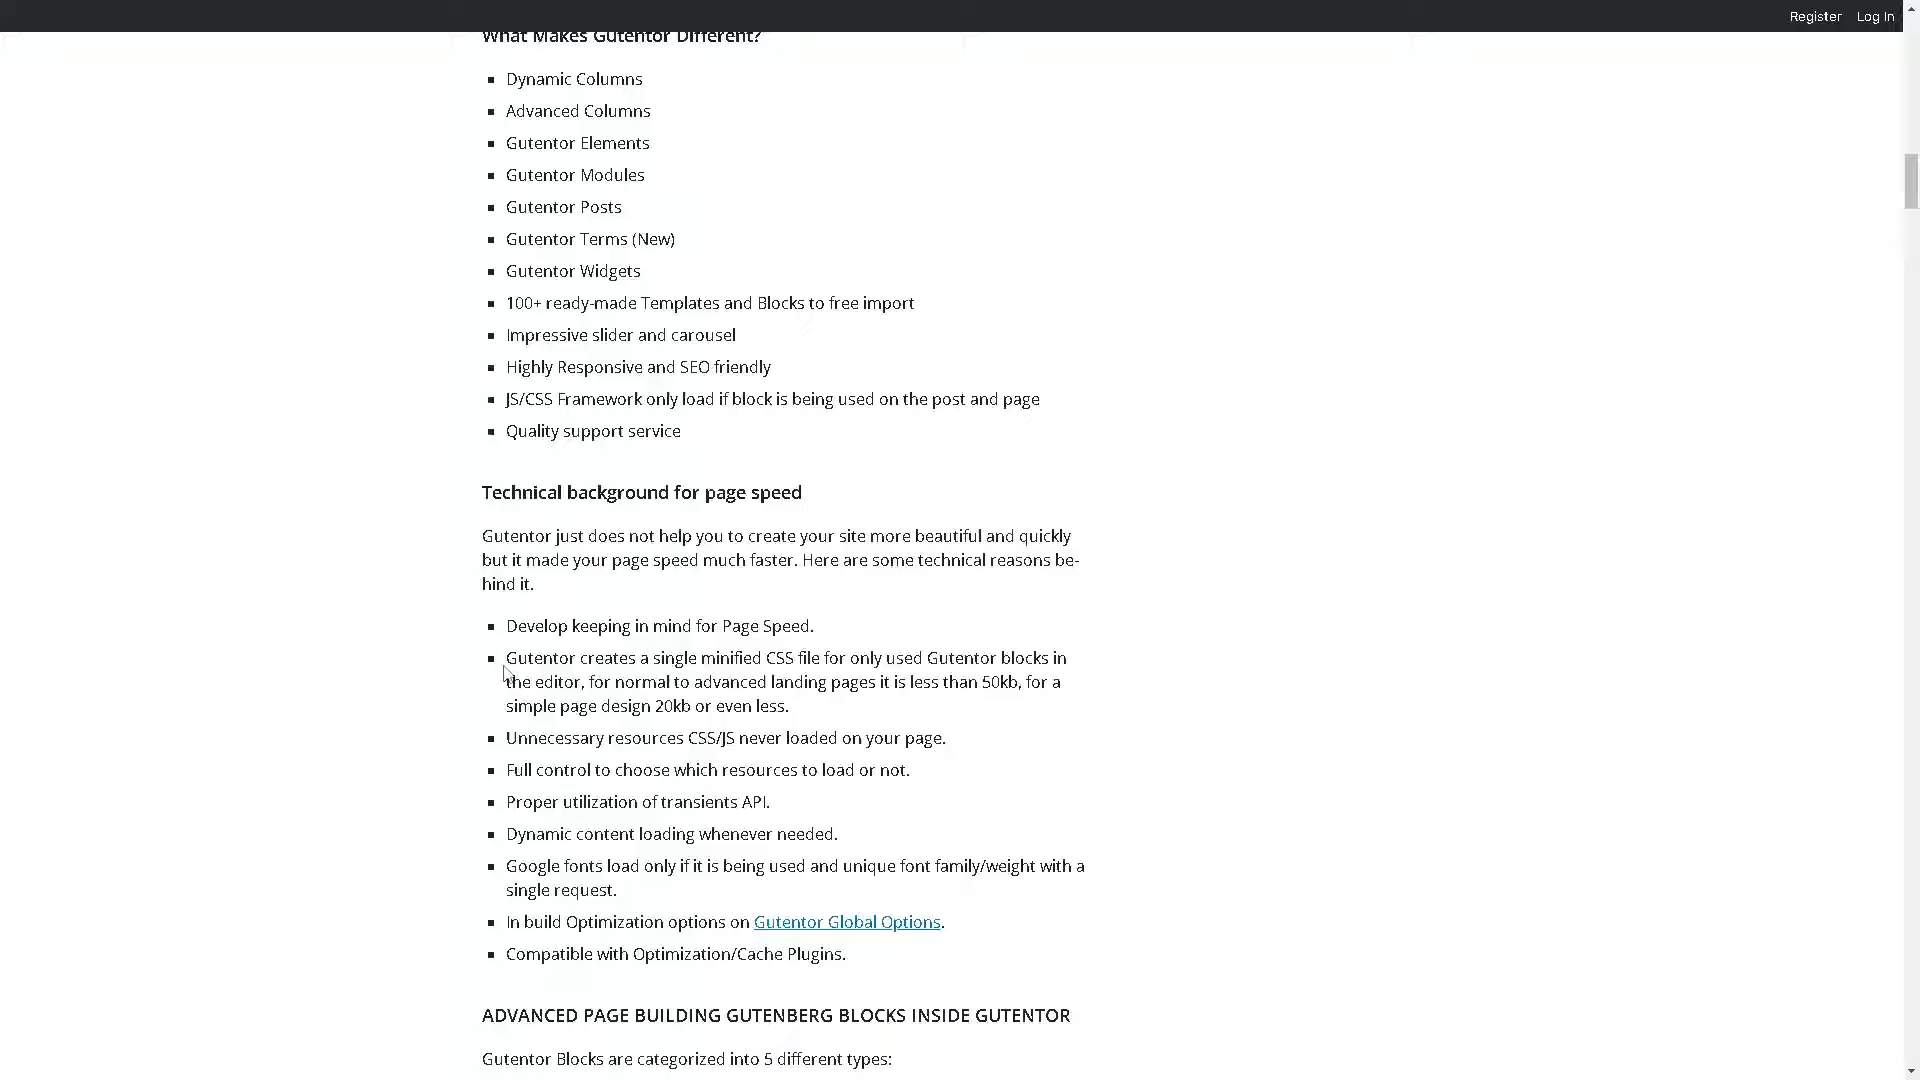 Register Log In
What Makes Gutentor Different?
Dynamic Columns
Advanced Columns
Gutentor Elements
Gutentor Modules
Gutentor Posts
Gutentor Terms (New)
Gutentor Widgets
100+ ready-made Templates and Blocks to free import
Impressive slider and carousel
Highly Responsive and SEO friendly
JS/CSS Framework only load if block is being used on the post and page
Quality support service
Technical background for page speed
Gutentor just does not help you to create your site more beautiful and quickly
but it made your page speed much faster. Here are some technical reasons be-
hind it.
Develop keeping in mind for Page Speed.
Gutentor creates a single minified CSS file for only used Gutentor blocks in
the editor, for normal to advanced landing pages it is less than 50kb, for a
simple page design 20kb or even less.
Unnecessary resources CSS/JS never loaded on your page.
Full control to choose which resources to load or not.
Proper utilization of transients API.
Dynamic content loading whenever needed.
Google fonts load only if it is being used and unique font family/weight with a
single request.
In build Optimization options on Gutentor Global Options.
Compatible with Optimization/Cache Plugins.
ADVANCED PAGE BUILDING GUTENBERG BLOCKS INSIDE GUTENTOR
Gutentor Blocks are categorized into 5 different types: